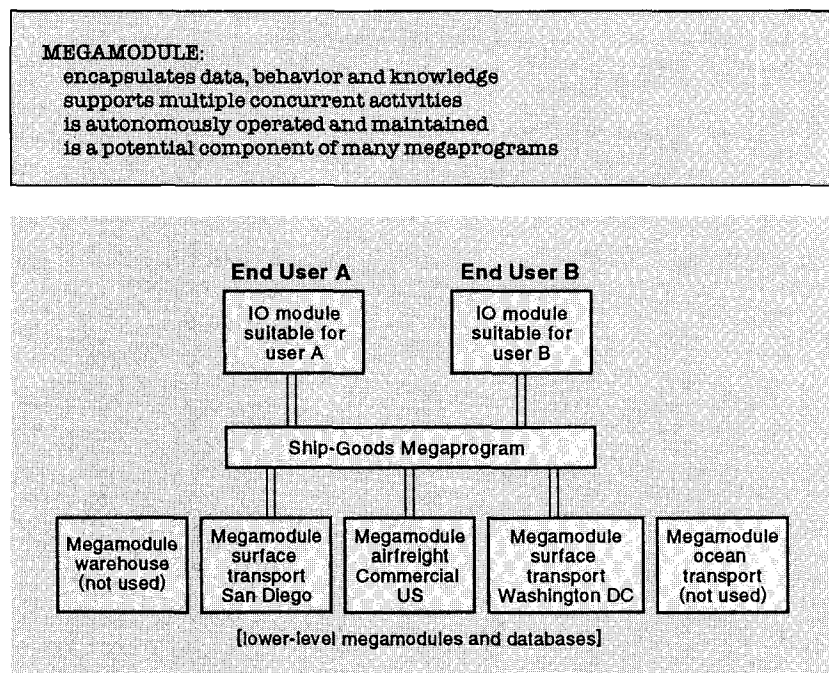 MEGAMODULE:
encapsulates data, behavior and knowledge
supports multiple concurrent activities
is autonomously operated and maintained
is a potential component of many megaprograms
End User A
End User B
IO module
suitable for
user A
IO module
suitable for
user B
Ship-Goods Megaprogram
Megamodule
warehouse
(not used)
Megamodule
surface
transport
San Diego
Megamodule
airfreight
Commercial
US
Megamodule
surface
transport
Washington DC
Megamodule
ocean
transport
(not used)
[lower-level megamodules and databases]